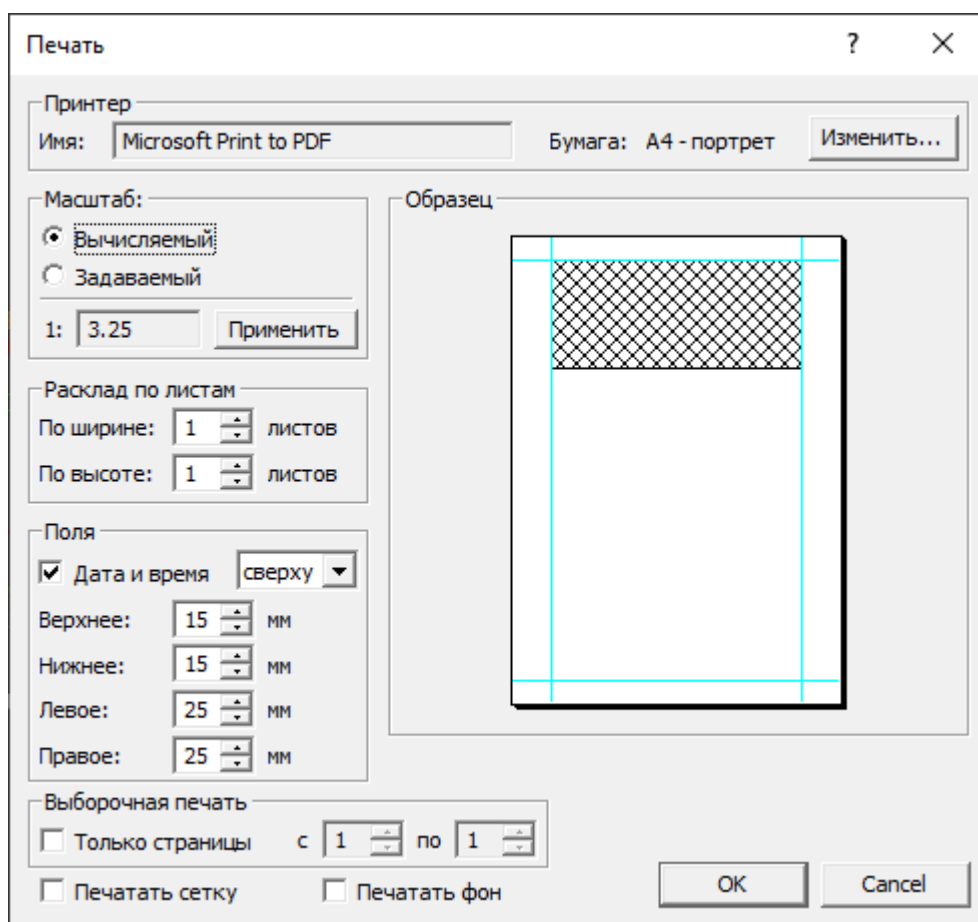 Печать
?
Принтер
Имя: Microsoft Print to PDF Бумага: A4 - портрет Изменить...
Масштаб:
Вычисляемый
Задаваемый
1: 3.25 Применить
Образец
Расклад по листам
По ширине: 1 листов
По высоте: 1 листов
Поля
Дата и время сверху
Верхнее: 15 мм
Нижнее: 15 мм
Левое: 25 мм
Правое: 25 мм
Выборочная печать
Только страницы с 1 по 1
Печатать сетку Печатать фон OK Cancel